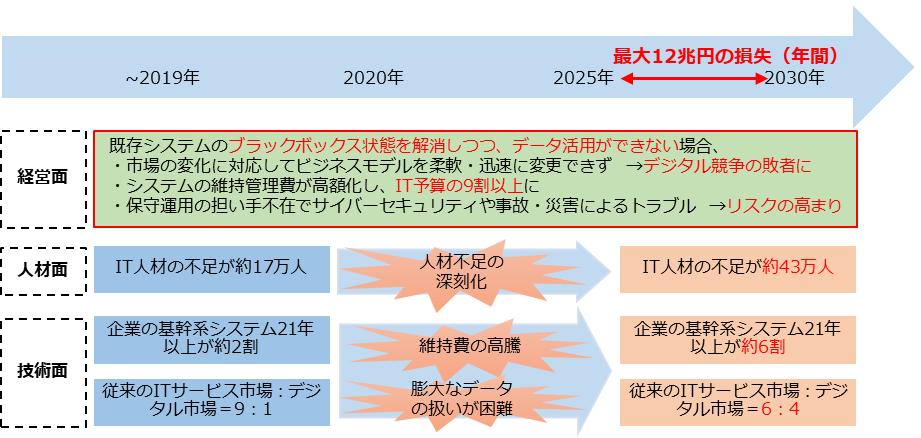 最大12兆円の損失（年間）
~2019年
2020年
2025年
2030年
経営面
既存システムのブラックボックス状態を解消しつつ、データ活用ができない場合、
・市場の変化に対応してビジネスモデルを柔軟・迅速に変更できず →デジタル競争の敗者に
・システムの維持管理費が高額化し、IT予算の9割以上に
・保守運用の担い手不在でサイバーセキュリティや事故・災害によるトラブル →リスクの高まり
人材面
IT人材の不足が約17万人
人材不足の
深刻化
IT人材の不足が約43万人
技術面
企業の基幹系システム21年
以上が約2割
維持費の高騰
企業の基幹系システム21年
以上が約6割
従来のITサービス市場：デジ
タル市場＝9：1
膨大なデータ
の扱いが困難
従来のITサービス市場：デジ
タル市場＝6：4